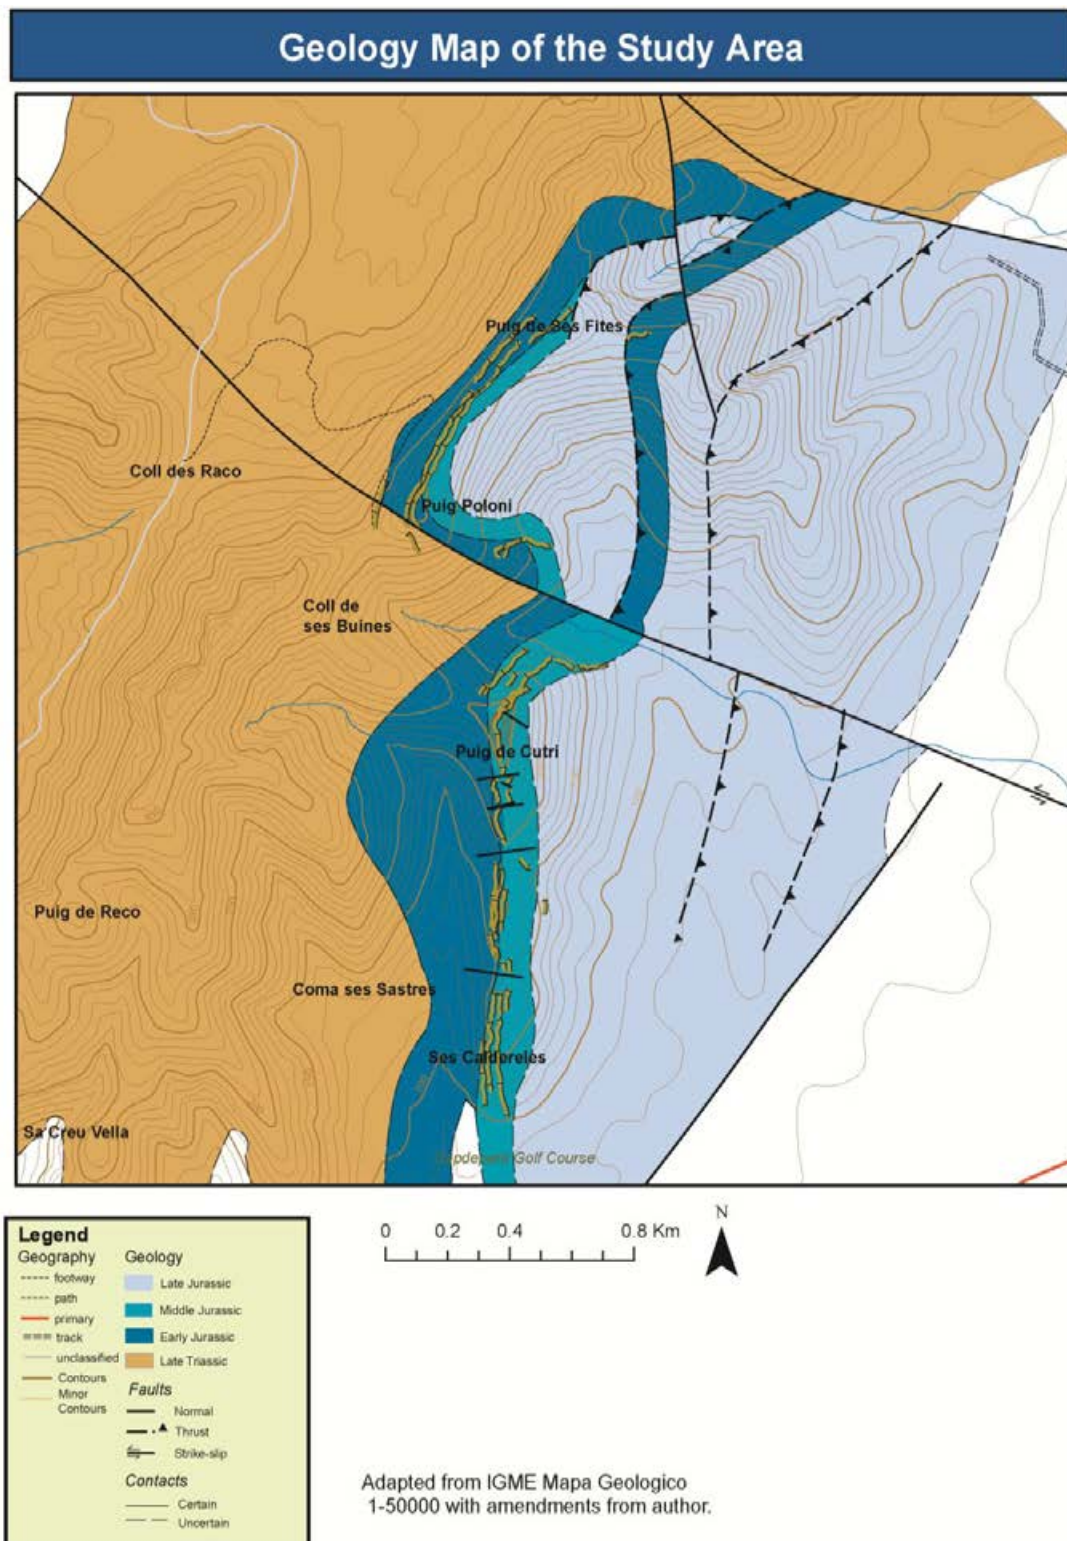 Geology Map of the Study Area
Puig de Ses Fites
Coll des Raco
Puig Poloni
Coll de
ses Buines
Puig de Cutri
Puig de Reco
Coma ses Sastres
Ses Caldereles
Sa Creu Vella
Golf Course
0 0.2 0.4 0.8 Km
N
Legend
Geography
footway
path
primary
track
unclassified
Contours
Minor
Contours
Geology
Late Jurassic
Middle Jurassic
Early Jurassic
Late Triassic
Faults
Normal
Thrust
Strike-slip
Contacts
Certain
Uncertain
Adapted from IGME Mapa Geologico
1-50000 with amendments from author.